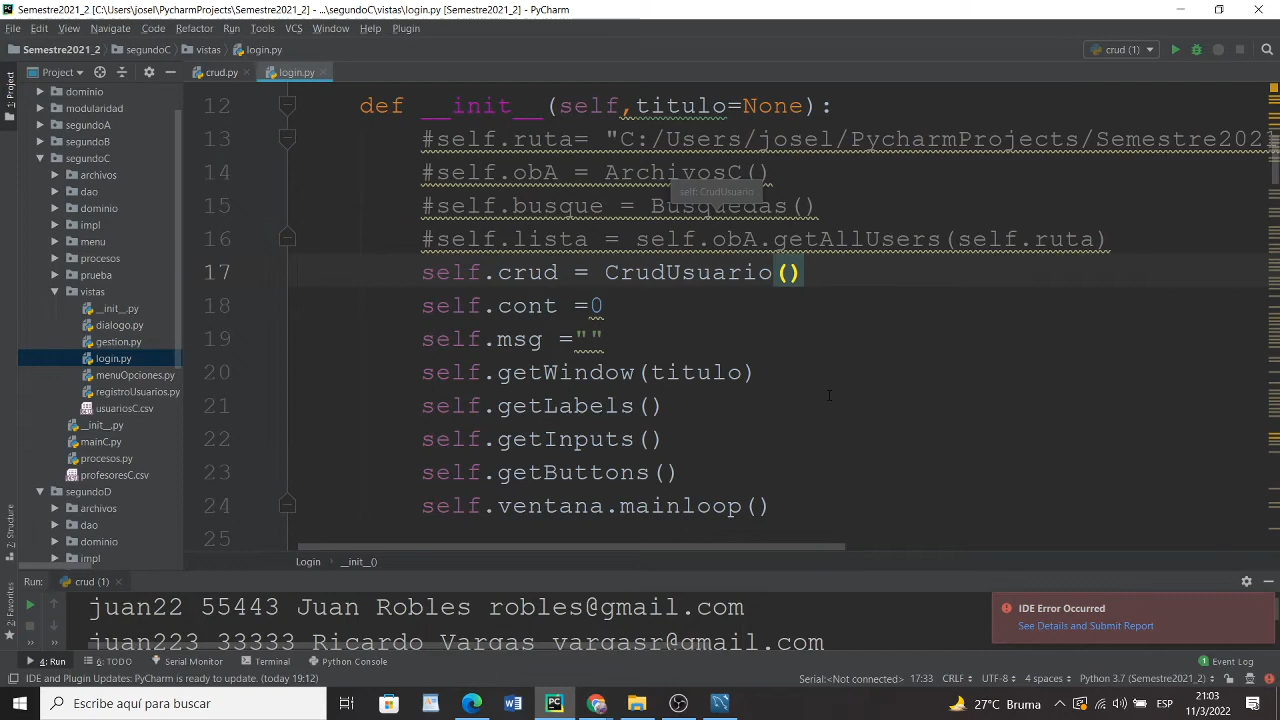 Semestre2021_2 [C:\Users\josel\PycharmProjects\Semestre2021_2] - ...\segundoC\vistas\login.py [Semestre2021_2] - PyCharm
File Edit View Navigate Code Refactor Run Tools VCS Window Help Plugin
Semestre2021_2 segundoC vistas login.py crud (1)
Project crud.py login.py
1: Project
dominio
modularidad
segundoA
segundoB
segundoC
archivos
dao
dominio
impl
menu
procesos
prueba
vistas
__init__.py
dialogo.py
gestion.py
login.py
menuOpciones.py
registroUsuarios.py
usuariosC.csv
__init__.py
mainC.py
procesos.py
profesoresC.csv
segundoD
archivos
dao
dominio
impl
7: Structure
2: Favorites
12 def __init__(self,titulo=None):
13 #self.ruta= "C:/Users/josel/PycharmProjects/Semestre2021
14 #self.obA = ArchivosC()
self: CrudUsuario
15 #self.busque = Busquedas()
16 #self.lista = self.obA.getAllUsers(self.ruta)
17 self.crud = CrudUsuario()
18 self.cont =0
19 self.msg =""
20 self.getWindow(titulo)
21 self.getLabels()
22 self.getInputs()
23 self.getButtons()
24 self.ventana.mainloop()
25
Login __init__()
Run: crud (1)
juan22 55443 Juan Robles robles@gmail.com
juan223 33333 Ricardo Vargas vargasr@gmail.com
IDE Error Occurred
See Details and Submit Report
4: Run 6: TODO Serial Monitor Terminal Python Console 1 Event Log
IDE and Plugin Updates: PyCharm is ready to update. (today 19:12) Serial:<Not connected> 17:33 CRLF UTF-8 4 spaces Python 3.7 (Semestre2021_2)
Escribe aquí para buscar 27°C Bruma ESP
21:03
11/3/2022